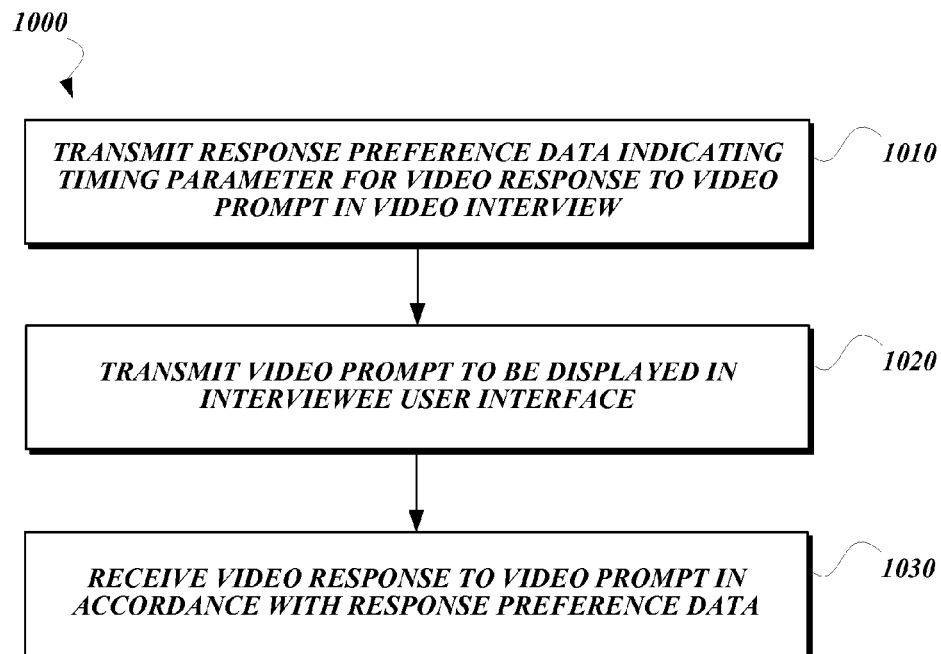 1000
TRANSMIT RESPONSE PREFERENCE DATA INDICATING
TIMING PARAMETER FOR VIDEO RESPONSE TO VIDEO
PROMPT IN VIDEO INTERVIEW
1010
TRANSMIT VIDEO PROMPT TO BE DISPLAYED IN
INTERVIEWEE USER INTERFACE
1020
RECEIVE VIDEO RESPONSE TO VIDEO PROMPT IN
ACCORDANCE WITH RESPONSE PREFERENCE DATA
1030